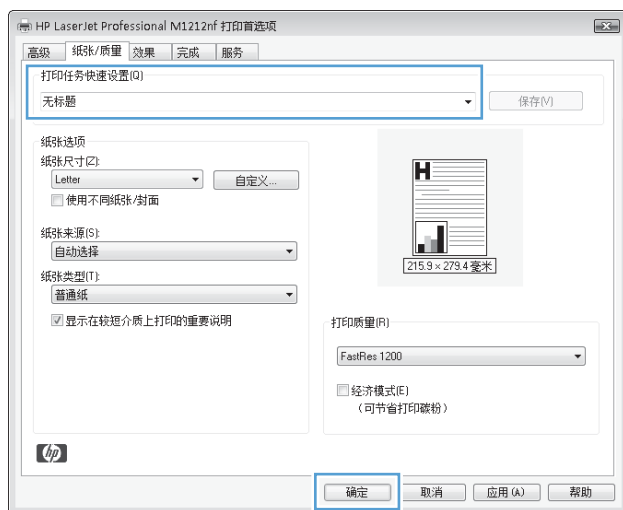 HP LaserJet Professional M1212nf 打印首选项
高级 纸张/质量 效果 完成 服务
打印任务快速设置(Q)
无标题
保存(V)
纸张选项
纸张尺寸(Z):
Letter
自定义...
使用不同纸张/封面
纸张来源(S):
自动选择
纸张类型(T):
普通纸
显示在较短介质上打印的重要说明
H
215.9 × 279.4 毫米
打印质量(R)
FastRes 1200
经济模式(E)
(可节省打印碳粉)
hp
确定 取消 应用(A) 帮助